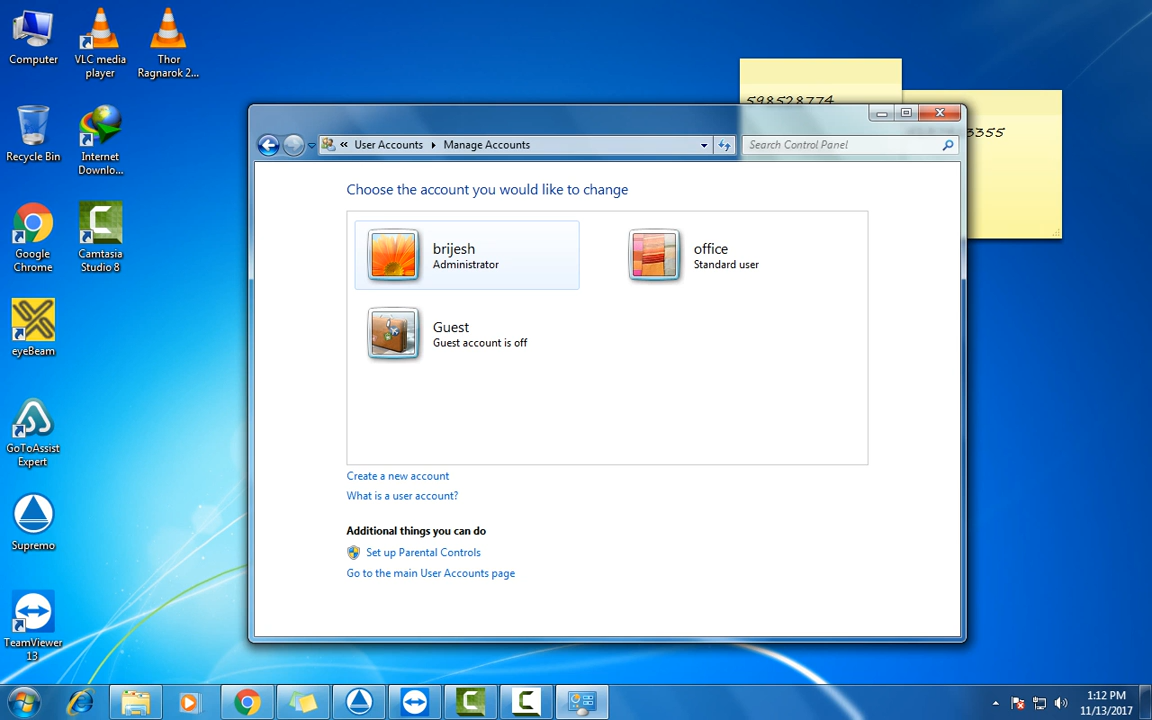 Computer
VLC media
player
Thor
Ragnarok 2...
Recycle Bin
Internet
Downlo...
Google
Chrome
Camtasia
Studio 8
eyeBeam
GoToAssist
Expert
Supremo
TeamViewer
13
598528774
3355
« User Accounts ▸ Manage Accounts
Search Control Panel
Choose the account you would like to change
brijesh
Administrator
office
Standard user
Guest
Guest account is off
Create a new account
What is a user account?
Additional things you can do
Set up Parental Controls
Go to the main User Accounts page
1:12 PM
11/13/2017